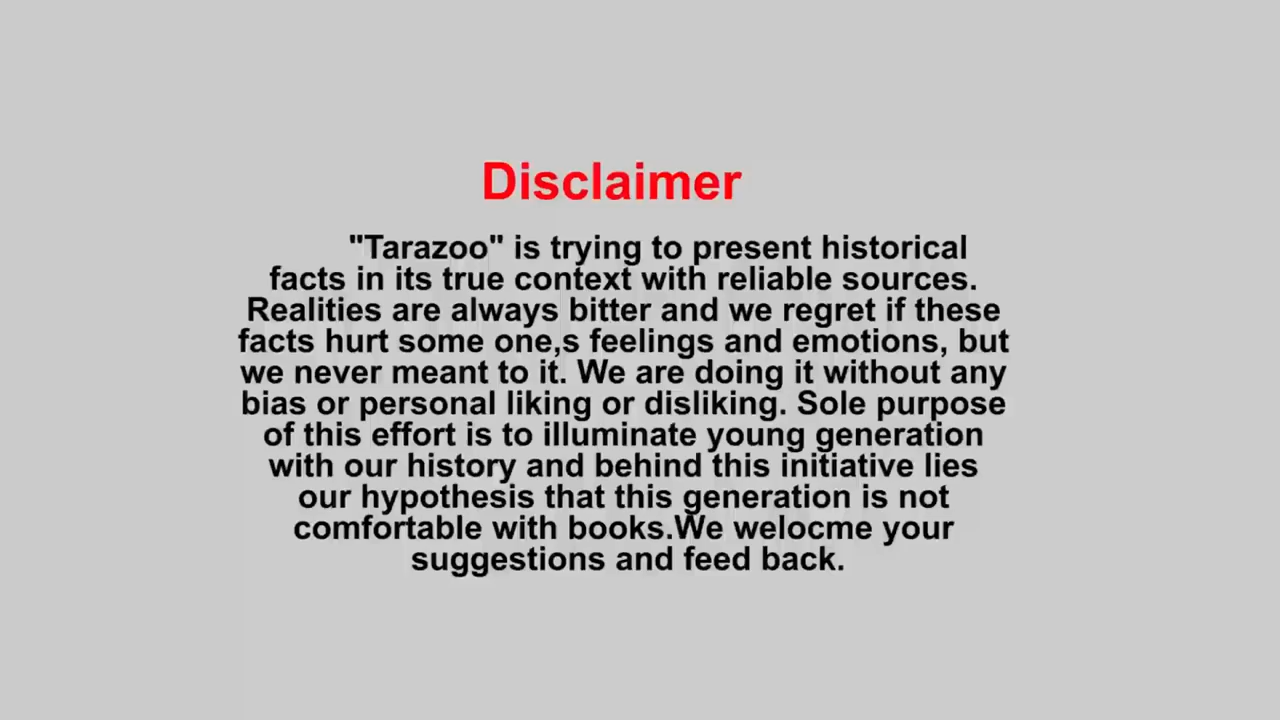 Disclaimer
"Tarazoo" is trying to present historical
facts in its true context with reliable sources.
Realities are always bitter and we regret if these
facts hurt some one,s feelings and emotions, but
we never meant to it. We are doing it without any
bias or personal liking or disliking. Sole purpose
of this effort is to illuminate young generation
with our history and behind this initiative lies
our hypothesis that this generation is not
comfortable with books.We welocme your
suggestions and feed back.